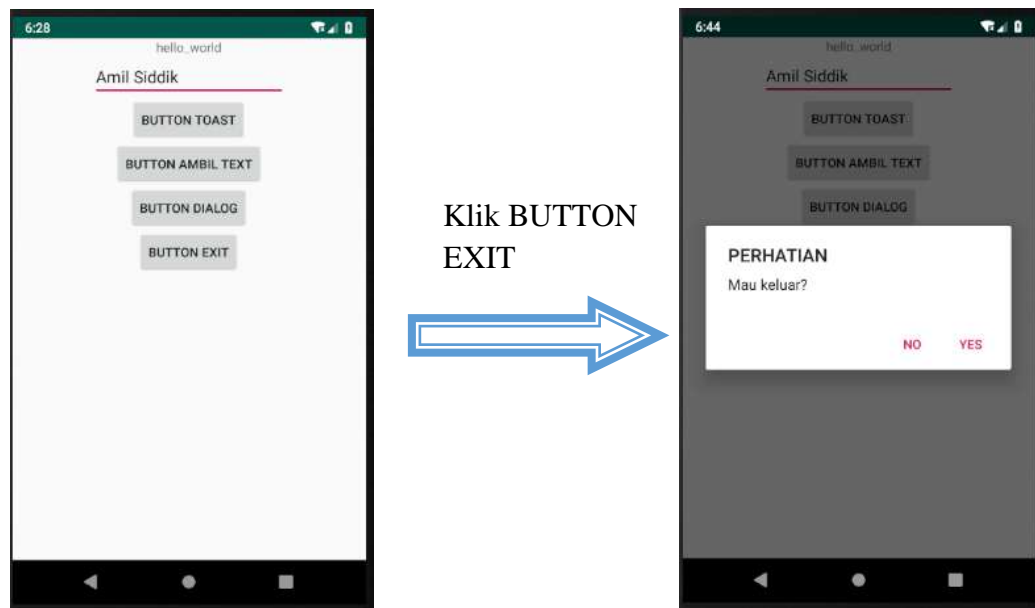 6:28
hello_world
Amil Siddik
BUTTON TOAST
BUTTON AMBIL TEXT
BUTTON DIALOG
BUTTON EXIT
Klik BUTTON
EXIT
6:44
hello_world
Amil Siddik
BUTTON TOAST
BUTTON AMBIL TEXT
BUTTON DIALOG
PERHATIAN
Mau keluar?
NO YES